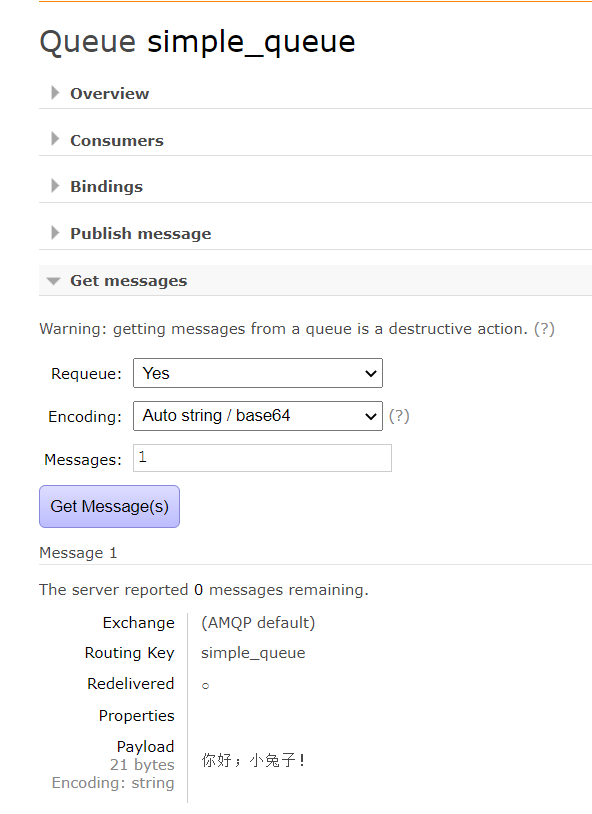 Queue simple_queue
Overview
Consumers
Bindings
Publish message
Get messages
Warning: getting messages from a queue is a destructive action. (?)
Requeue: Yes
Encoding: Auto string / base64 (?)
Messages: 1
Get Message(s)
Message 1
The server reported 0 messages remaining.
Exchange (AMQP default)
Routing Key simple_queue
Redelivered ○
Properties
Payload
21 bytes
Encoding: string
你好；小兔子！